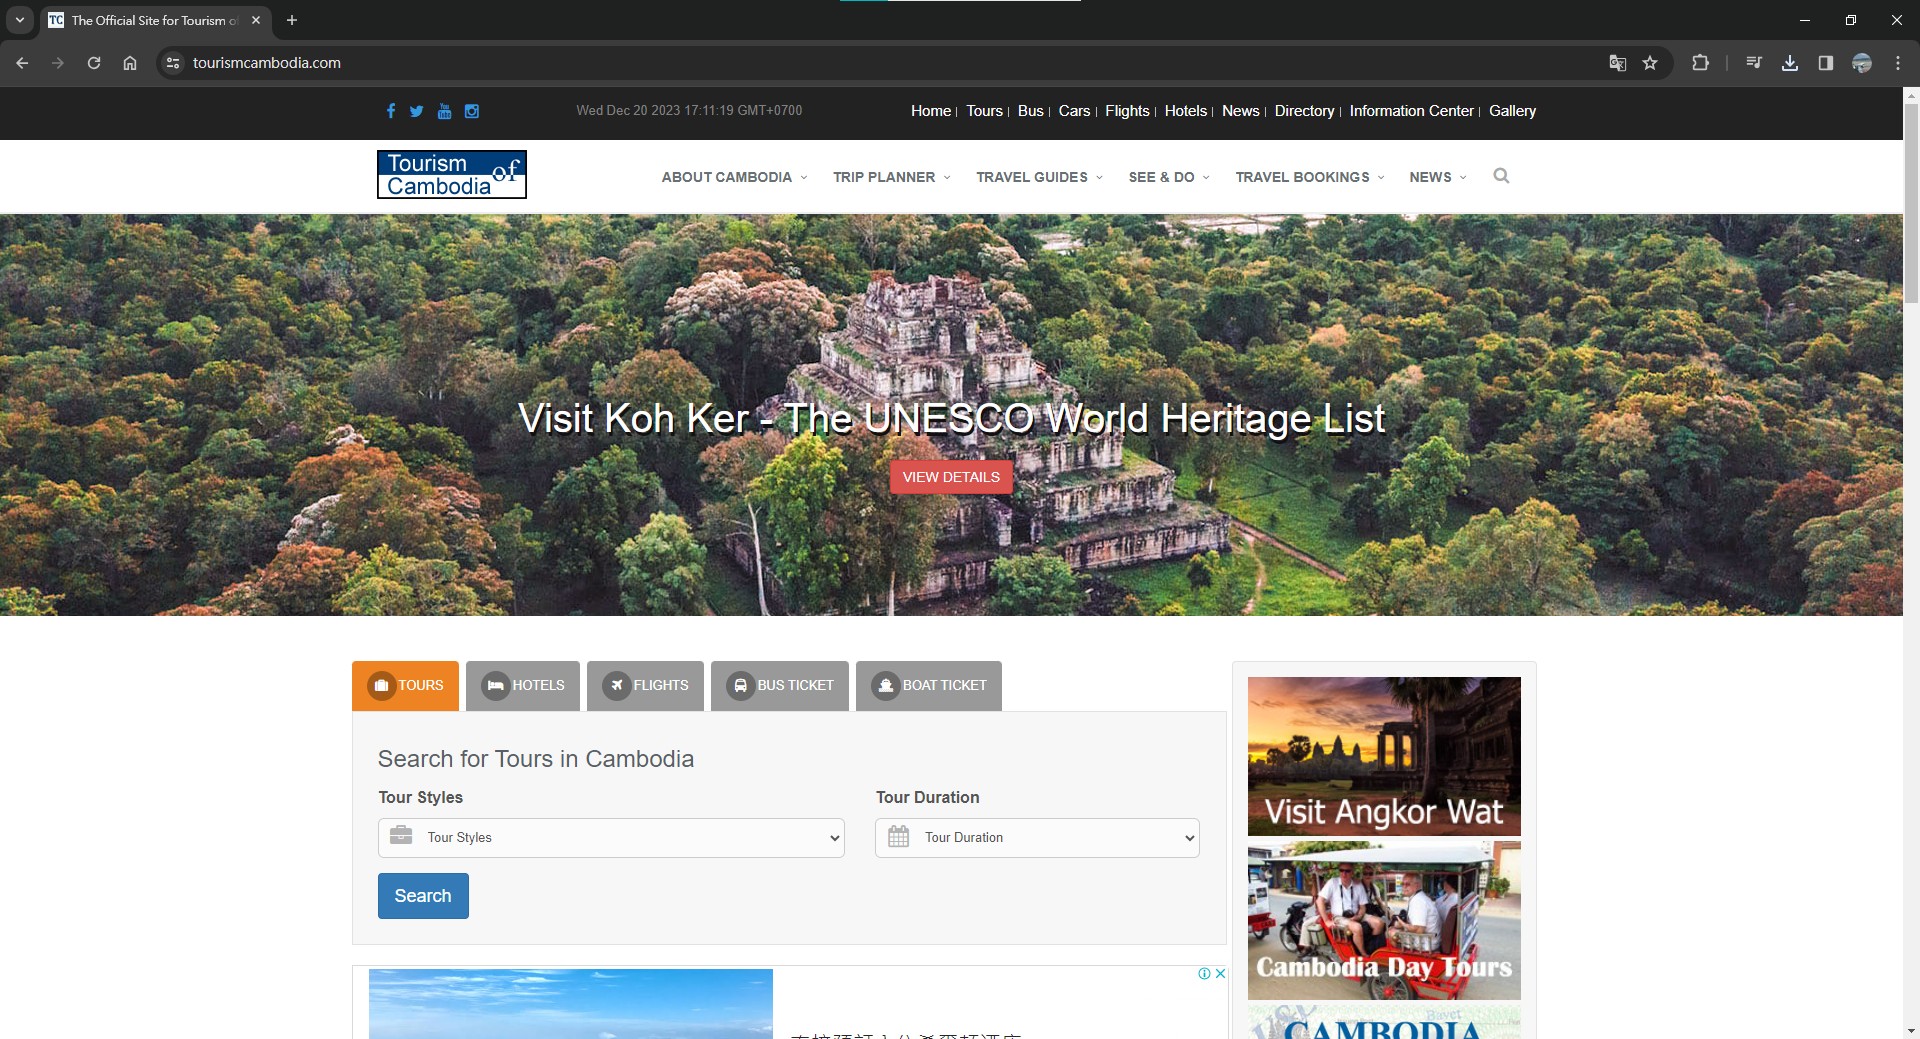 The Official Site for Tourism of
tourismcambodia.com
Wed Dec 20 2023 17:11:19 GMT+0700
Home | Tours | Bus | Cars | Flights | Hotels | News | Directory | Information Center | Gallery
Tourism of
Cambodia
ABOUT CAMBODIA
TRIP PLANNER
TRAVEL GUIDES
SEE & DO
TRAVEL BOOKINGS
NEWS
Visit Koh Ker - The UNESCO World Heritage List
VIEW DETAILS
TOURS
HOTELS
FLIGHTS
BUS TICKET
BOAT TICKET
Search for Tours in Cambodia
Tour Styles
Tour Duration
Tour Styles
Tour Duration
Search
Visit Angkor Wat
Cambodia Day Tours
CAMBODIA